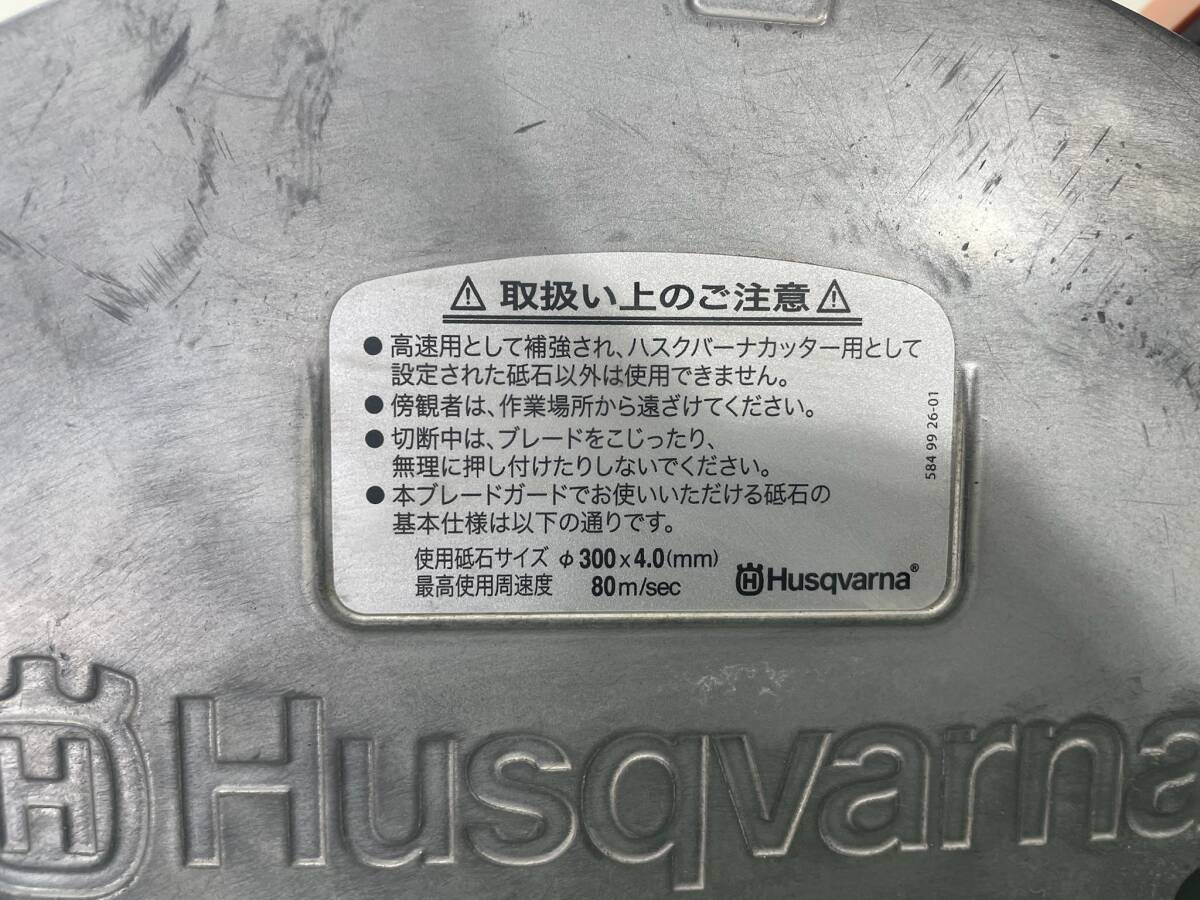 ⚠ 取扱い上のご注意 ⚠
● 高速用として補強され、ハスクバーナカッター用として
設定された砥石以外は使用できません。
● 傍観者は、作業場所から遠ざけてください。
● 切断中は、ブレードをこじったり、
無理に押し付けたりしないでください。
● 本ブレードガードでお使いいただける砥石の
基本仕様は以下の通りです。
使用砥石サイズ φ300x4.0(mm)
最高使用周速度 80m/sec
H Husqvarna®
584 99 26-01
H Husqvarna